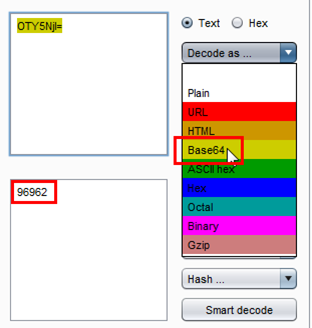 OTY5NjI=
Text
Hex
Decode as ...
Plain
URL
HTML
Base64
ASCII hex
Hex
Octal
Binary
Gzip
96962
Hash ...
Smart decode